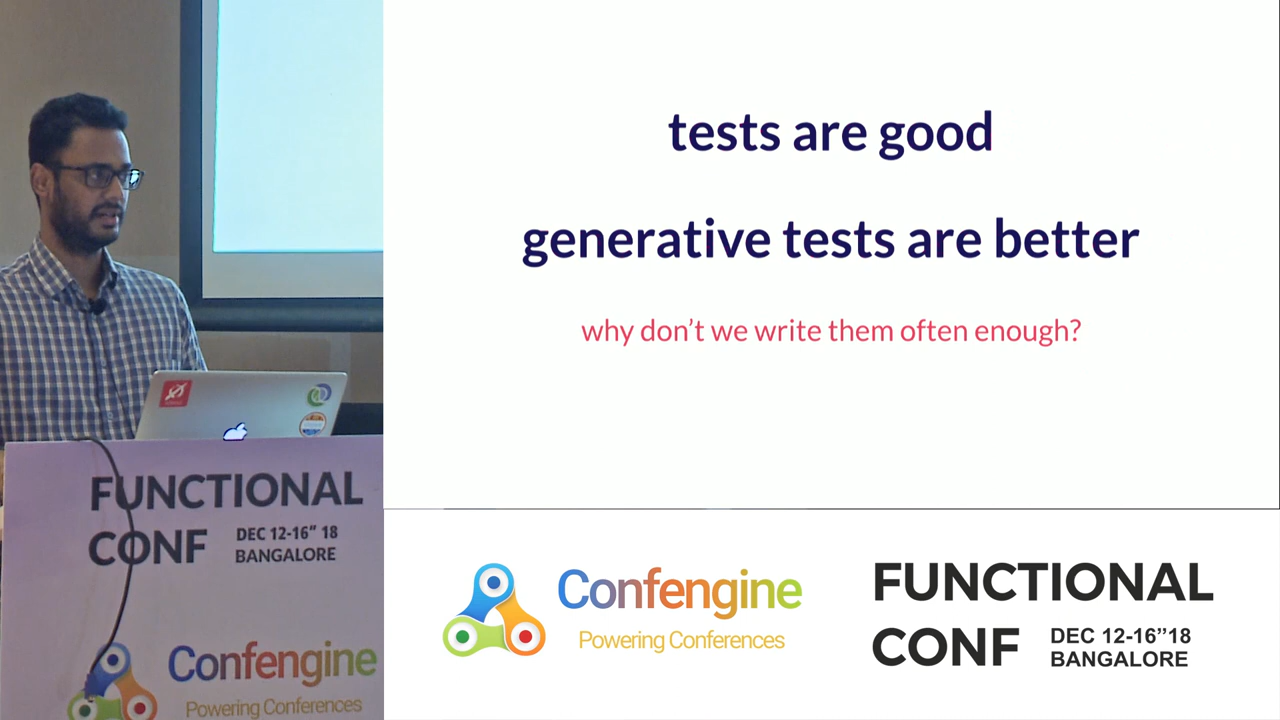 tests are good
generative tests are better
why don't we write them often enough?
FUNCTIONAL
CONF
DEC 12-16” 18
BANGALORE
Confengine
Powering Conferences
Confengine
Powering Conferences
FUNCTIONAL
CONF
DEC 12-16”18
BANGALORE